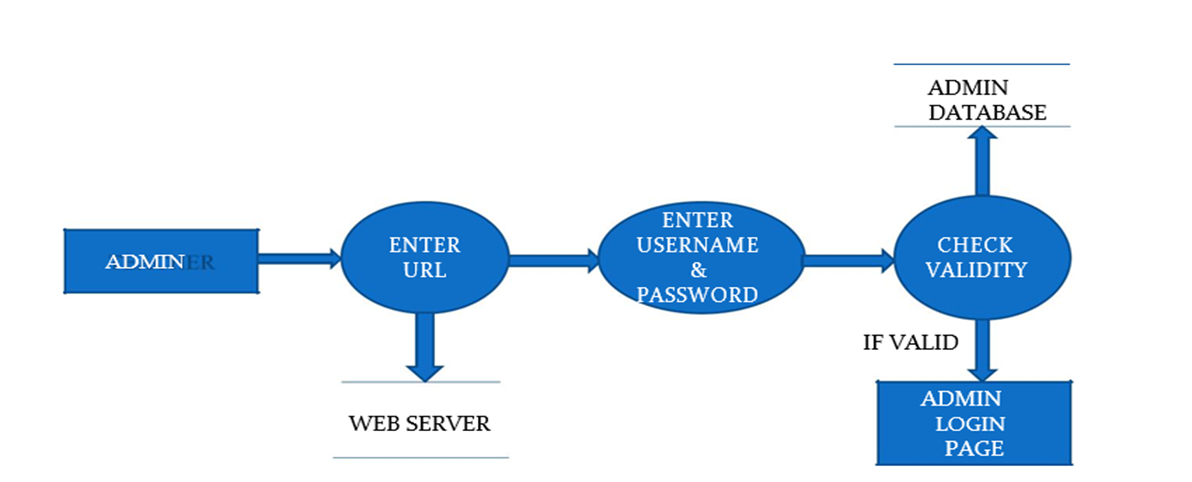 ADMIN
DATABASE
ADMINER
ENTER
URL
ENTER
USERNAME
&
PASSWORD
CHECK
VALIDITY
IF VALID
WEB SERVER
ADMIN
LOGIN
PAGE